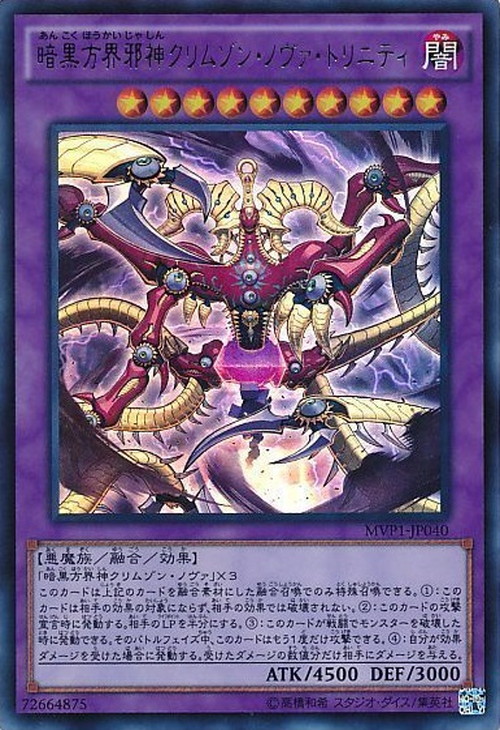 あんこくほうかいじゃしん
暗黒方界邪神クリムゾン・ノヴァ・トリニティ
やみ
闇
MVP1-JP040
【悪魔族／融合／効果】
「暗黒方界神クリムゾン・ノヴァ」×3
このカードは上記のカードを融合素材にした融合召喚でのみ特殊召喚できる。①：この
カードは相手の効果の対象にならず、相手の効果では破壊されない。②：このカードの攻撃
宣言時に発動する。相手のLPを半分にする。③：このカードが戦闘でモンスターを破壊した
時に発動できる。そのバトルフェイズ中、このカードはもう1度だけ攻撃できる。④：自分が効果
ダメージを受けた場合に発動する。受けたダメージの数値分だけ相手にダメージを与える。
ATK/4500 DEF/3000
72664875
©高橋和希 スタジオ・ダイス/集英社